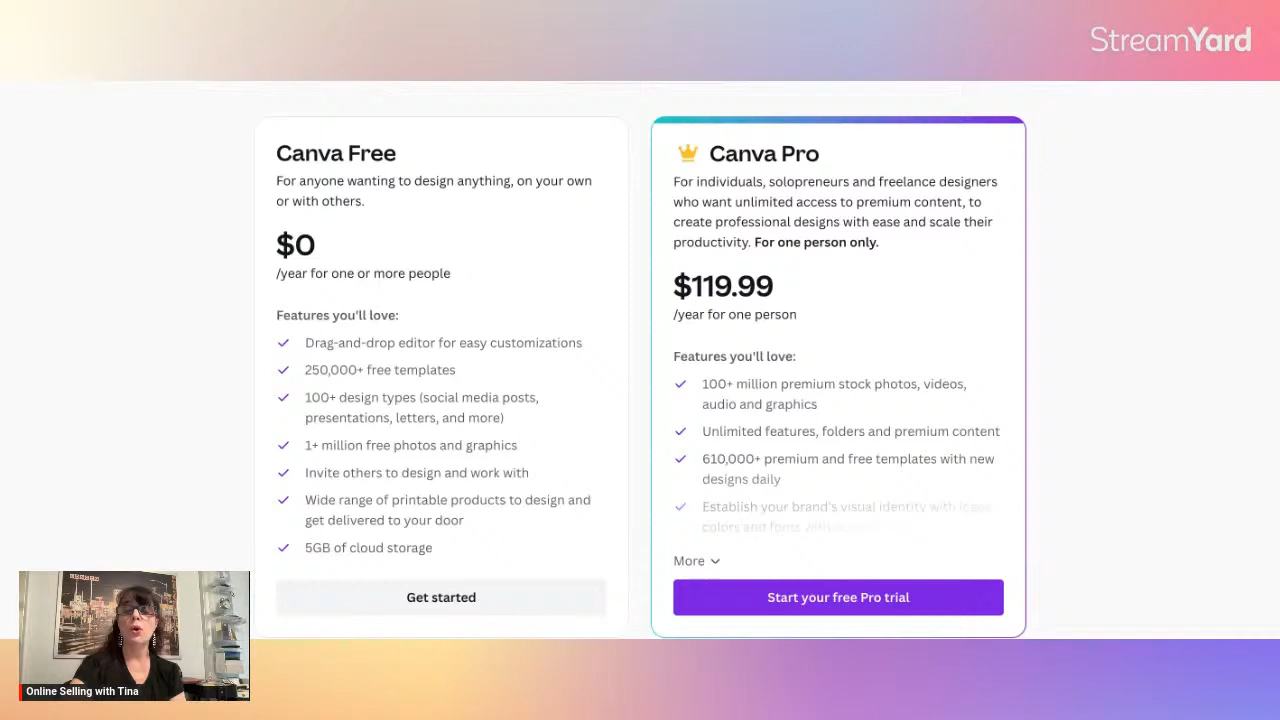 StreamYard
Canva Free
For anyone wanting to design anything, on your own
or with others.
$0
/year for one or more people
Features you'll love:
Drag-and-drop editor for easy customizations
250,000+ free templates
100+ design types (social media posts,
presentations, letters, and more)
1+ million free photos and graphics
Invite others to design and work with
Wide range of printable products to design and
get delivered to your door
5GB of cloud storage
Get started
Canva Pro
For individuals, solopreneurs and freelance designers
who want unlimited access to premium content, to
create professional designs with ease and scale their
productivity. For one person only.
$119.99
/year for one person
Features you'll love:
100+ million premium stock photos, videos,
audio and graphics
Unlimited features, folders and premium content
610,000+ premium and free templates with new
designs daily
Establish your brand's visual identity with logos,
colors and fonts
More
Start your free Pro trial
Online Selling with Tina